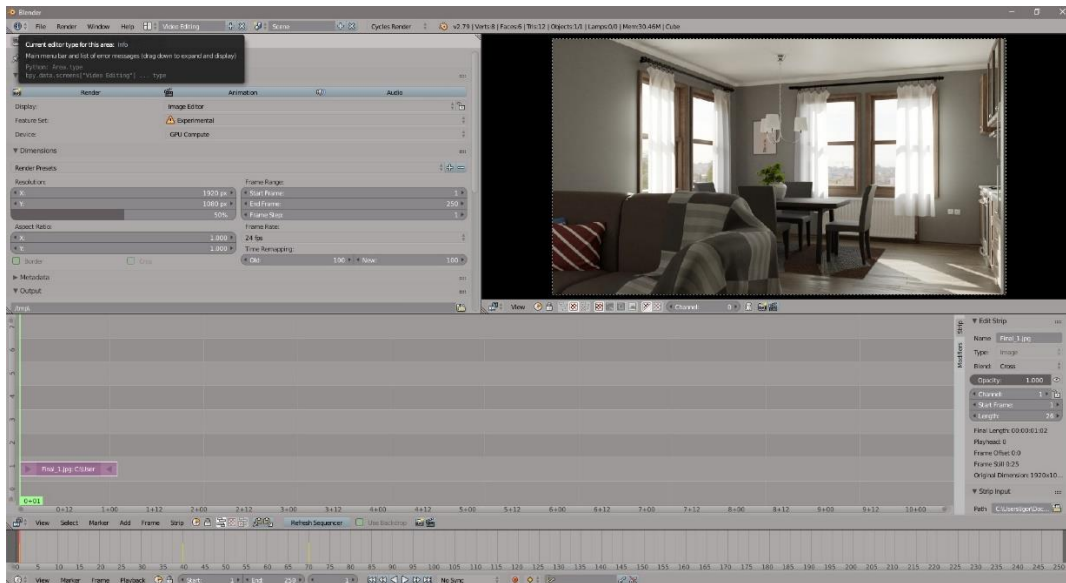 Blender
File Render Window Help Video Editing Scene Cycles Render v2.79 | Verts:8 | Faces:6 | Tris:12 | Objects:1/1 | Lamps:0/0 | Mem:30.46M | Cube
Current editor type for this area: Info
Main menu bar and list of error messages (drag down to expand and display)
Python: Area.type
bpy.data.screens["Video Editing"] ... type
Render Animation Audio
Display: Image Editor
Feature Set: Experimental
Device: GPU Compute
Dimensions
Render Presets
Resolution: Frame Range:
X: 1920 px Start Frame: 1
Y: 1080 px End Frame: 250
50% Frame Step: 1
Aspect Ratio: Frame Rate:
X: 1.000 24 fps
Y: 1.000 Time Remapping:
Border Crop Old: 100 New: 100
Metadata
Output
/tmp\
View Channel: 0
Strip
Modifiers
Edit Strip
Name: Final_1.jpg
Type: Image
Blend: Cross
Opacity: 1.000
Channel: 1
Start Frame: 1
Length: 26
Final Length: 00:00:01:02
Playhead: 0
Frame Offset 0:0
Frame Still 0:25
Original Dimension 1920x10...
Strip Input
Path:
Final_1.jpg: C:\User
0+01
0+12 1+00 1+12 2+00 2+12 3+00 3+12 4+00 4+12 5+00 5+12 6+00 6+12 7+00 7+12 8+00 8+12 9+00 9+12 10+00
View Select Marker Add Frame Strip Refresh Sequencer Use Backdrop
5 10 15 20 25 30 35 40 45 50 55 60 65 70 75 80 85 90 95 100 105 110 115 120 125 130 135 140 145 150 155 160 165 170 175 180 185 190 195 200 205 210 215 220 225 230 235 240 245 250
View Marker Frame Playback Start: 1 End: 250 1 No Sync